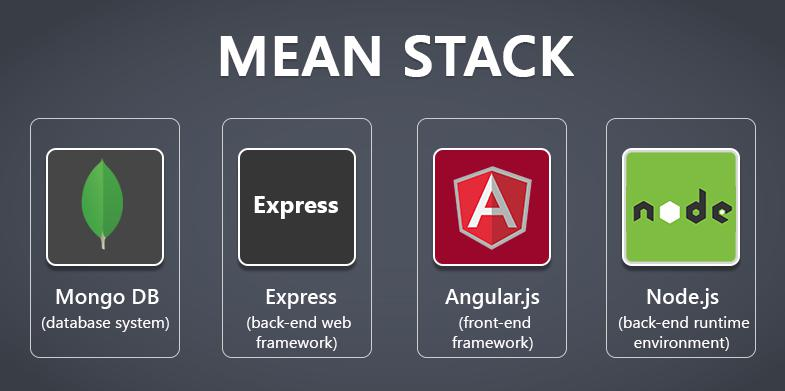 MEAN STACK
Express
A
node
Mongo DB
(database system)
Express
(back-end web
framework)
Angular.js
(front-end
framework)
Node.js
(back-end runtime
environment)